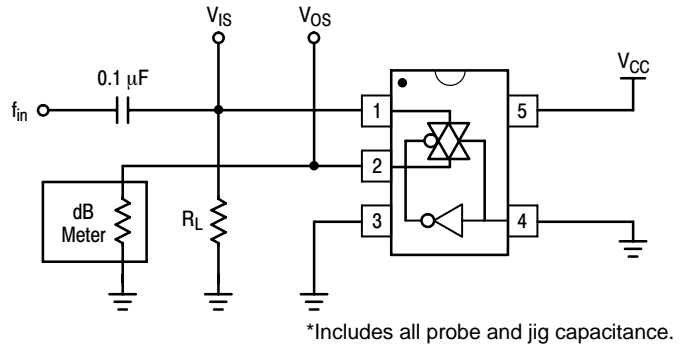 V_IS
V_OS
0.1 μF
f_in
V_CC
1
5
2
dB
Meter
R_L
3
4
*Includes all probe and jig capacitance.